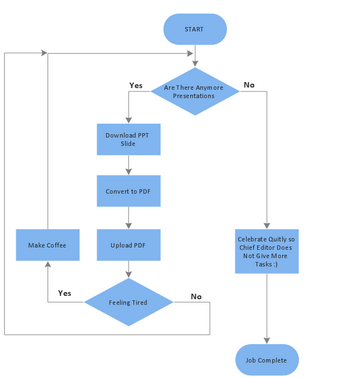 START
Are There Anymore
Presentations
Yes
No
Download PPT
Slide
Convert to PDF
Make Coffee
Upload PDF
Celebrate Quitly so
Chief Editor Does
Not Give More
Tasks :)
Yes
Feeling Tired
No
Job Complete